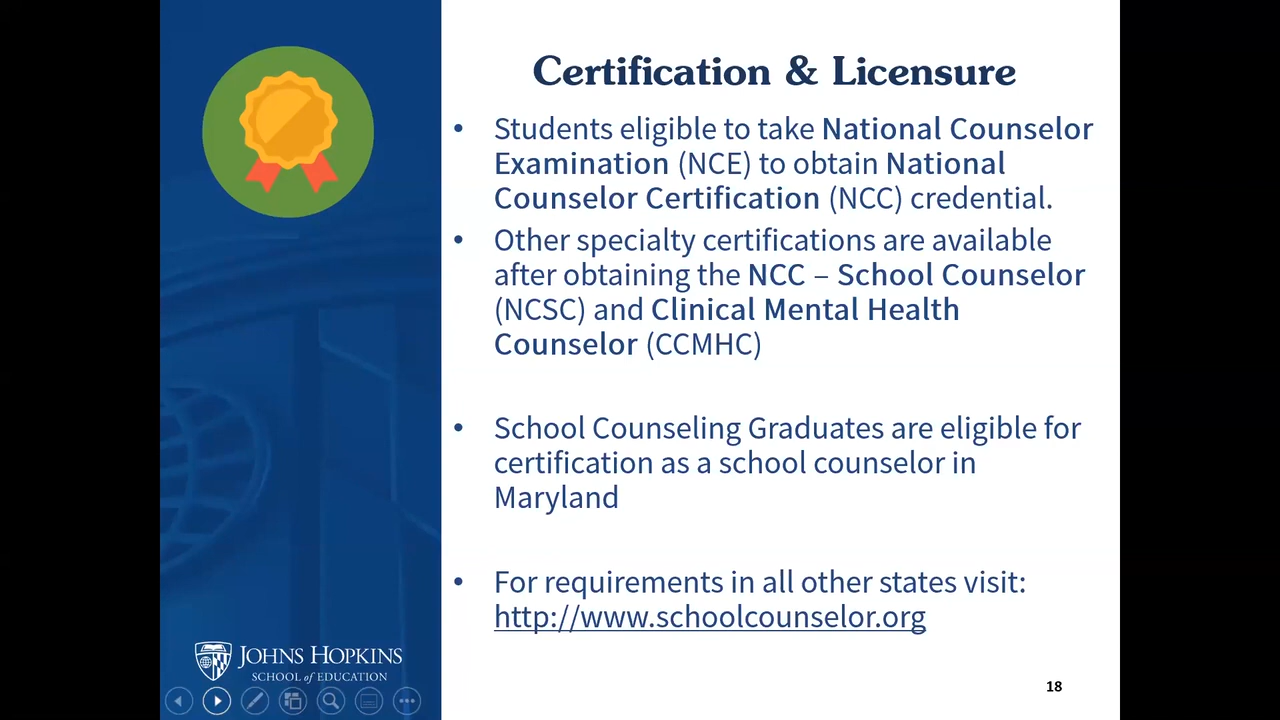 Certification & Licensure
• Students eligible to take National Counselor
Examination (NCE) to obtain National
Counselor Certification (NCC) credential.
• Other specialty certifications are available
after obtaining the NCC – School Counselor
(NCSC) and Clinical Mental Health
Counselor (CCMHC)
• School Counseling Graduates are eligible for
certification as a school counselor in
Maryland
• For requirements in all other states visit:
http://www.schoolcounselor.org
JOHNS HOPKINS
SCHOOL of EDUCATION
18